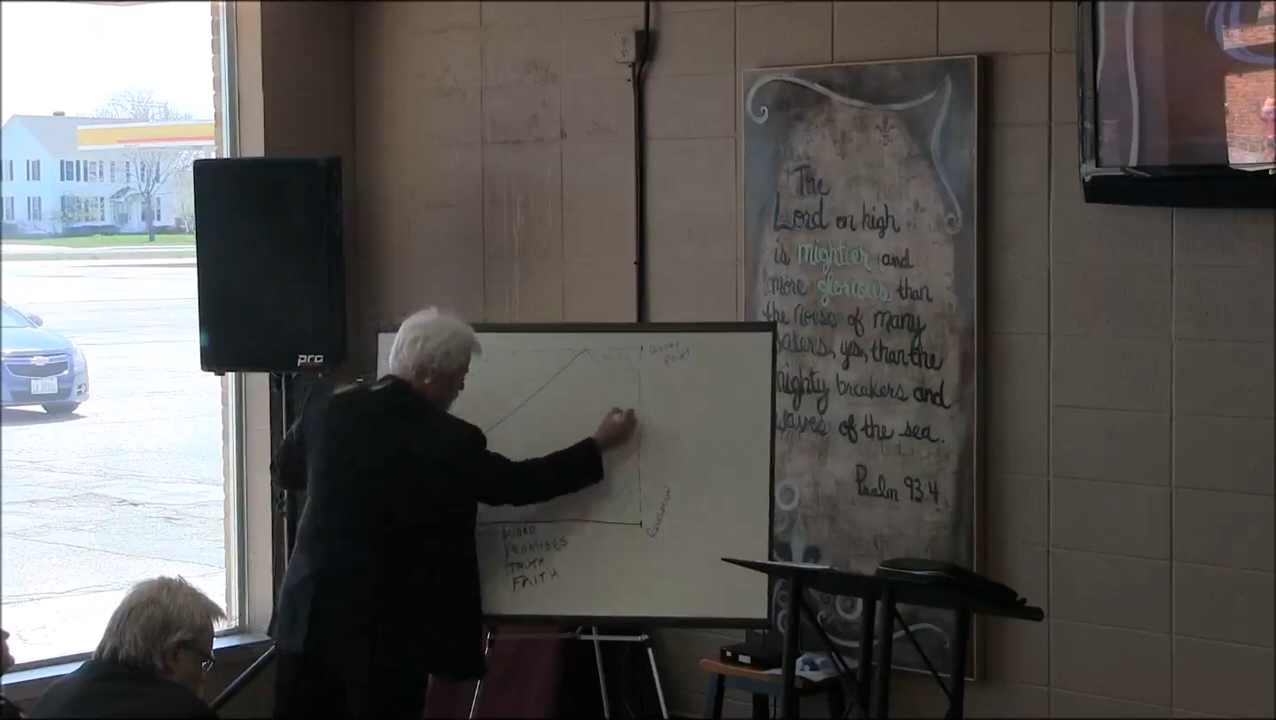 The
Lord on high
is mightier and
more glorious than
the noise of many
waters, yes, than the
mighty breakers and
waves of the sea.
Psalm 93:4
pro
PROMISES
TRUTH
FAITH